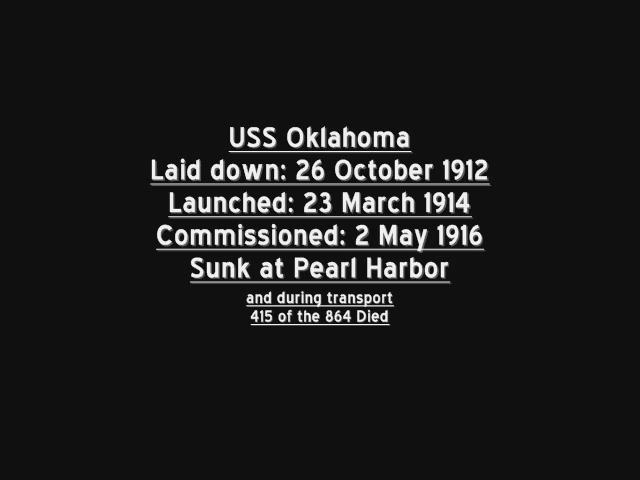 USS Oklahoma
Laid down: 26 October 1912
Launched: 23 March 1914
Commissioned: 2 May 1916
Sunk at Pearl Harbor
and during transport
415 of the 864 Died